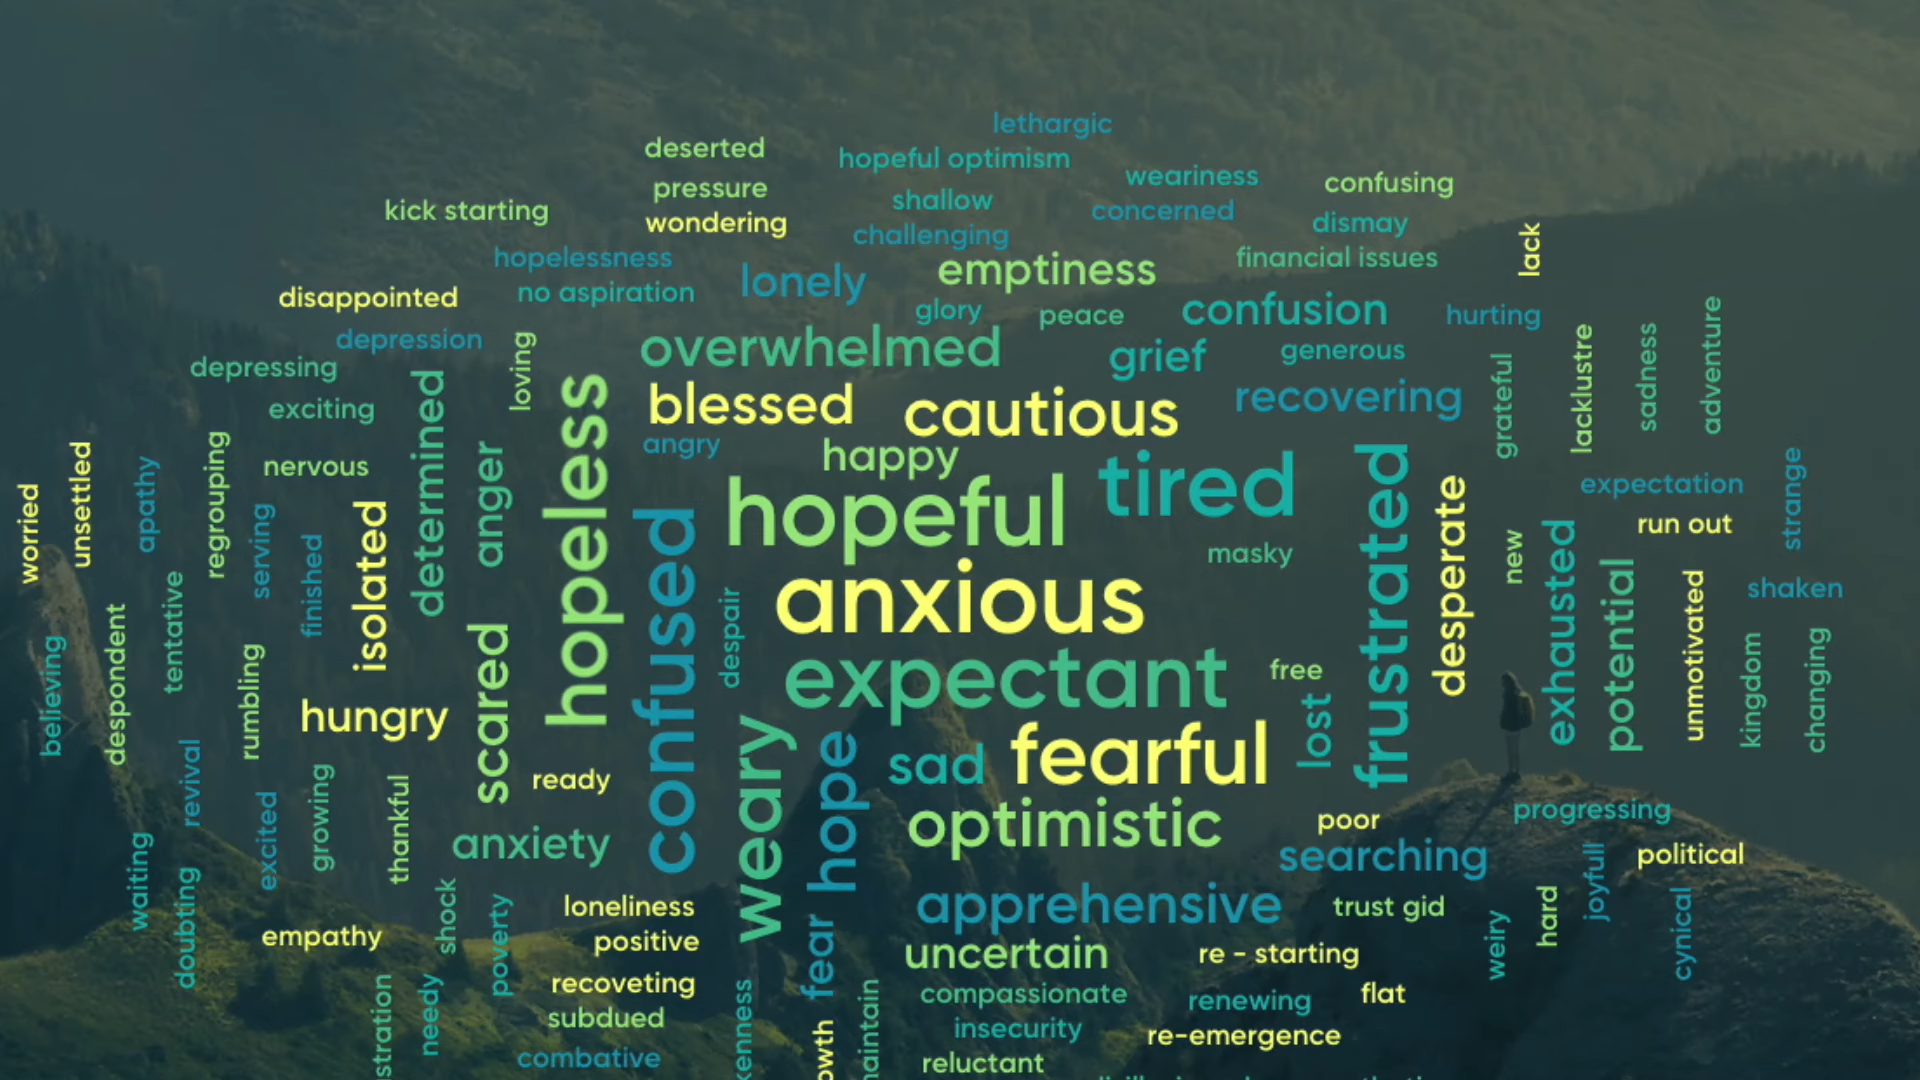 lethargic
deserted
hopeful optimism
pressure
weariness
confusing
kick starting
shallow
concerned
wondering
dismay
challenging
lack
hopelessness
financial issues
lonely
emptiness
no aspiration
disappointed
glory
peace
confusion
hurting
depression
loving
overwhelmed
grief
generous
adventure
depressing
sadness
lacklustre
grateful
exciting
determined
hopeless
blessed
cautious
recovering
angry
happy
nervous
anger
regrouping
unsettled
worried
apathy
serving
finished
isolated
hopeful
tired
frustrated
desperate
expectation
strange
run out
confused
masky
new
exhausted
potential
unmotivated
shaken
anxious
despair
tentative
despondent
believing
rumbling
scared
expectant
free
lost
kingdom
changing
hungry
weary
hope
sad
fearful
ready
revival
excited
growing
thankful
anxiety
optimistic
poor
progressing
searching
joyfull
political
waiting
doubting
shock
poverty
loneliness
apprehensive
trust gid
hard
weiry
cynical
empathy
positive
fear
uncertain
re - starting
recoveting
compassionate
renewing
flat
needy
subdued
insecurity
re-emergence
combative
reluctant